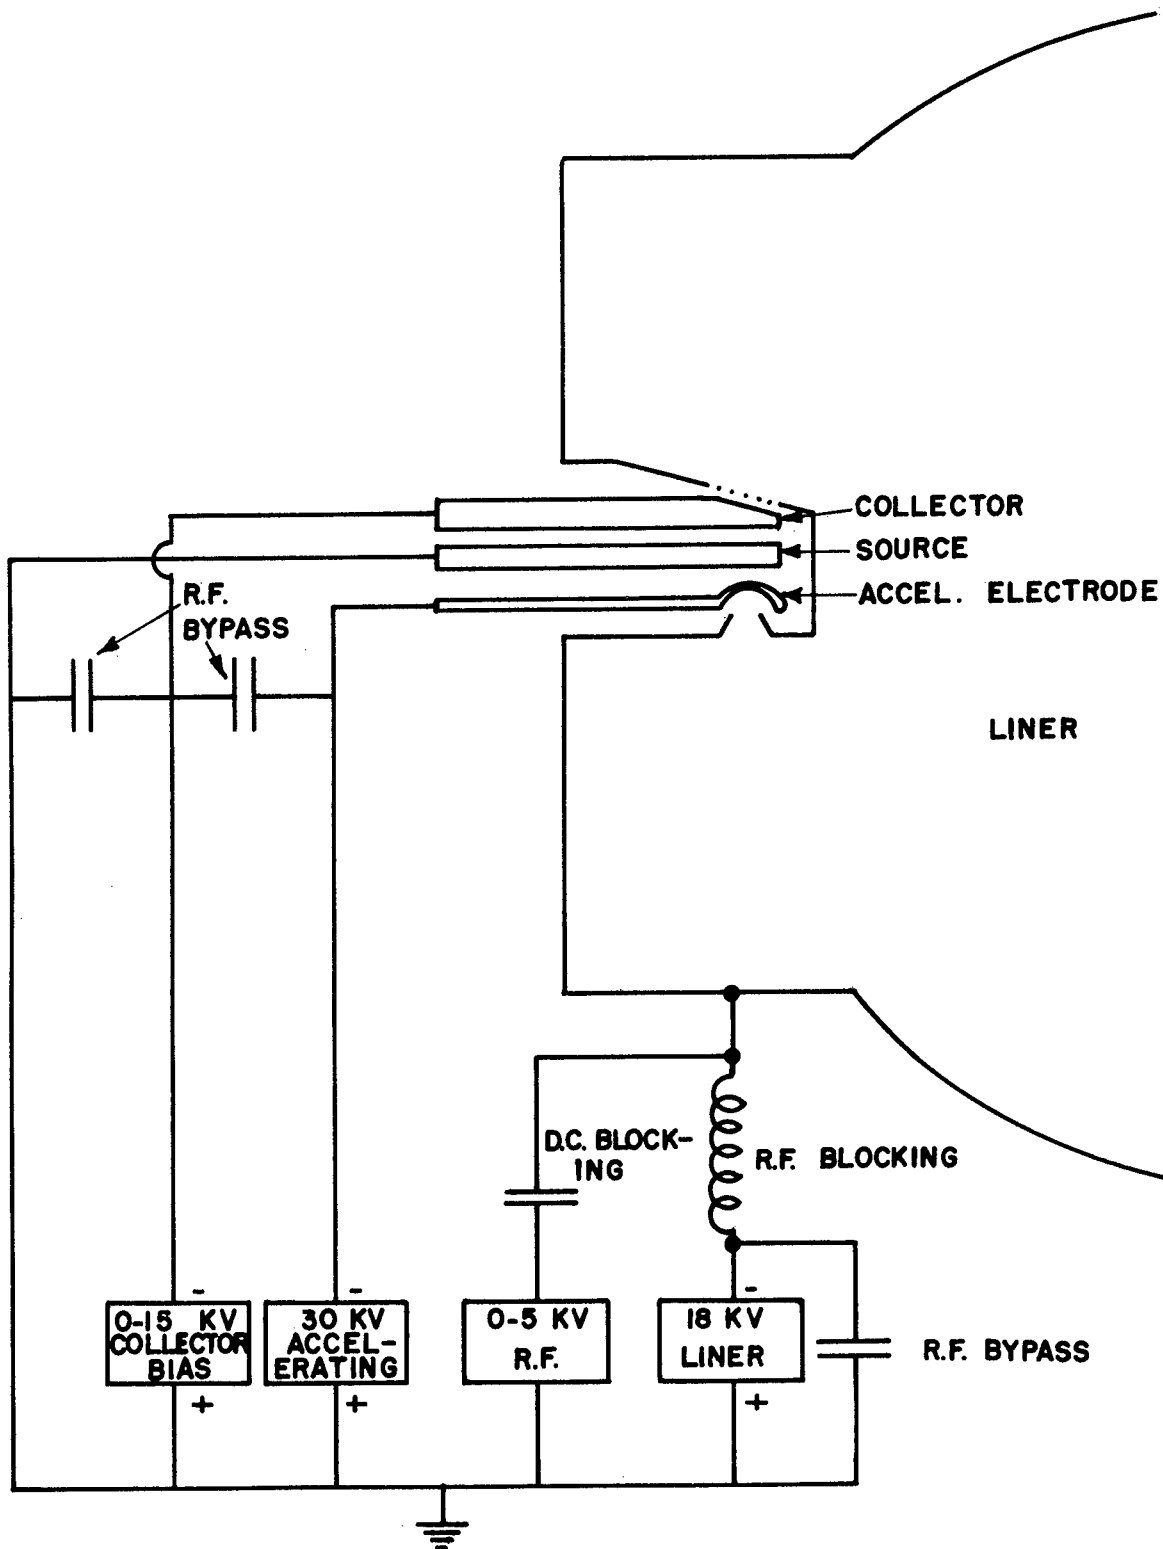 COLLECTOR
SOURCE
ACCEL. ELECTRODE
R.F.
BYPASS
LINER
D.C. BLOCK-
ING
R.F. BLOCKING
-
0-15 KV
COLLECTOR
BIAS
+
-
30 KV
ACCEL-
ERATING
+
0-5 KV
R.F.
-
18 KV
LINER
+
R.F. BYPASS